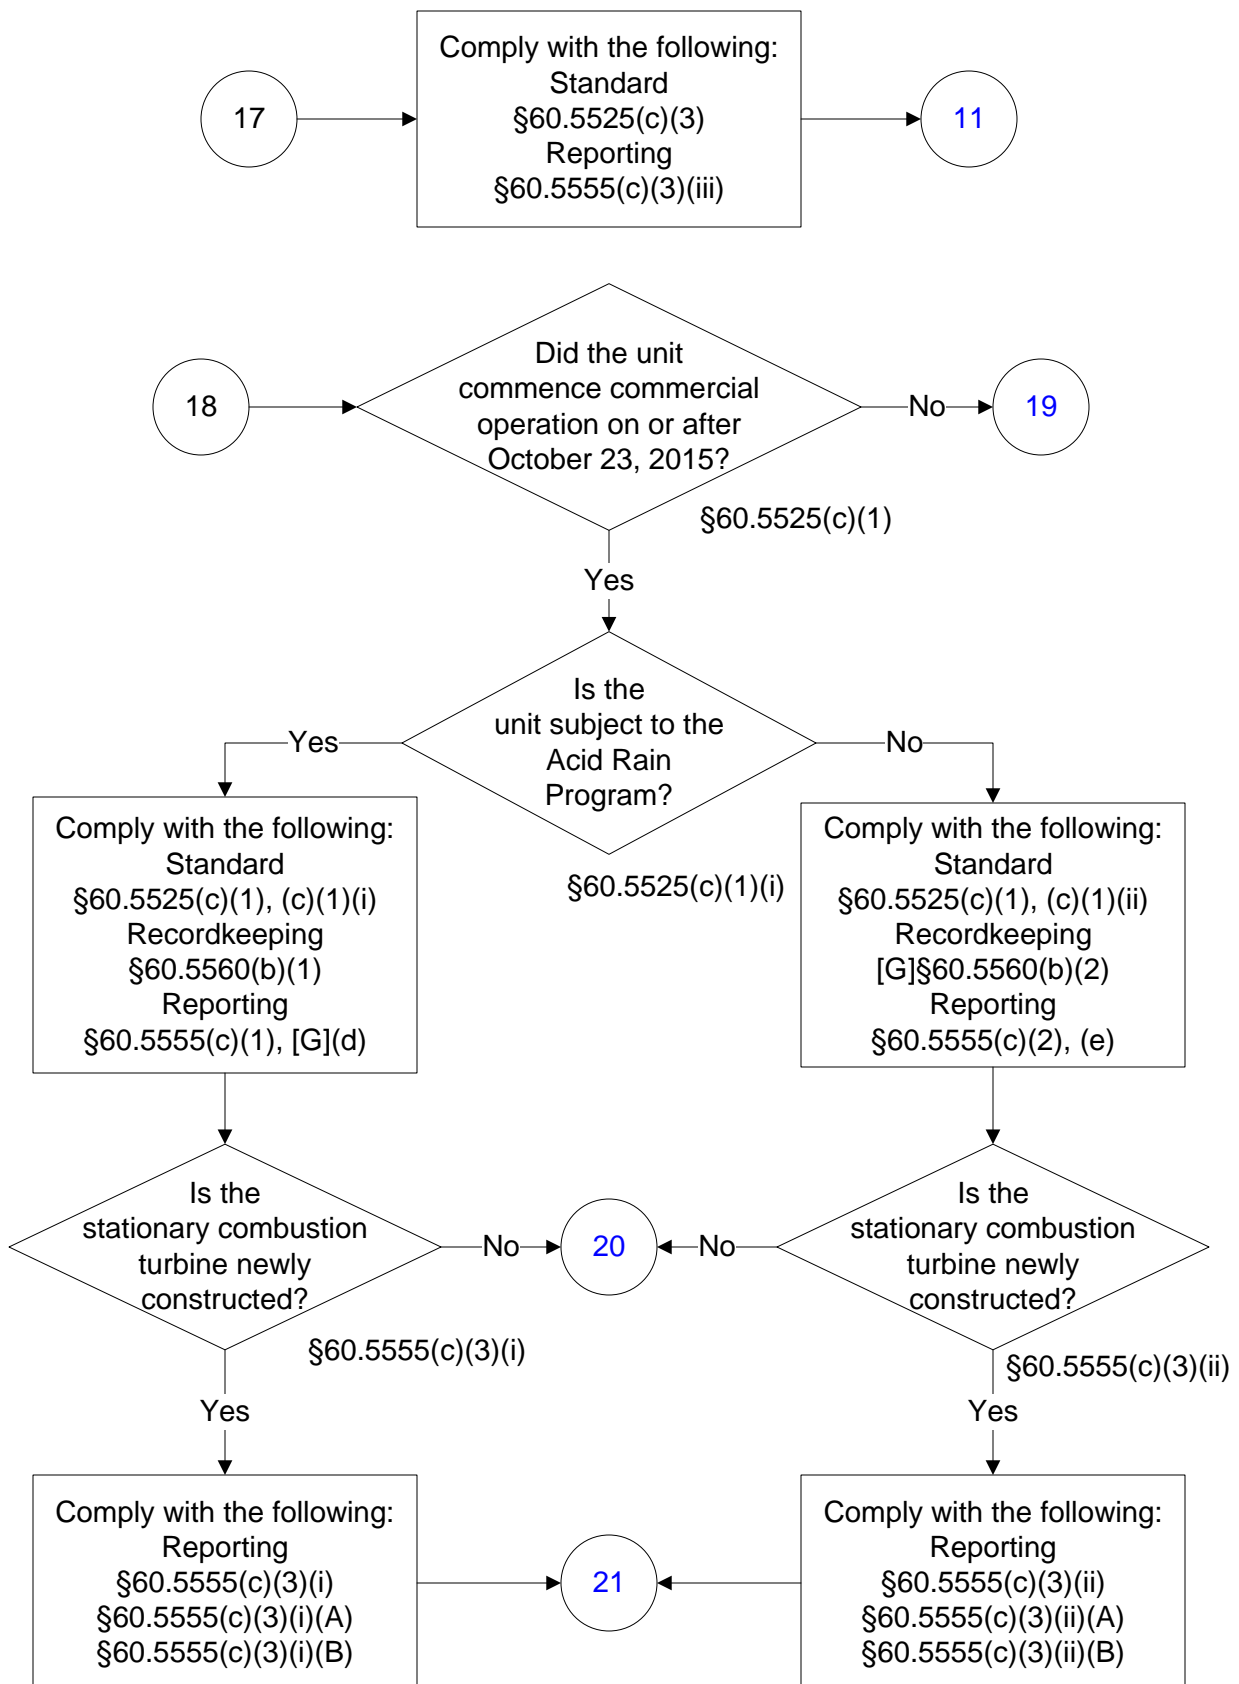 17
Comply with the following:
Standard
§60.5525(c)(3)
Reporting
§60.5555(c)(3)(iii)
11
18
Did the unit
commence commercial
operation on or after
October 23, 2015?
No
19
§60.5525(c)(1)
Yes
Is the
unit subject to the
Acid Rain
Program?
Yes
No
§60.5525(c)(1)(i)
Comply with the following:
Standard
§60.5525(c)(1), (c)(1)(i)
Recordkeeping
§60.5560(b)(1)
Reporting
§60.5555(c)(1), [G](d)
Comply with the following:
Standard
§60.5525(c)(1), (c)(1)(ii)
Recordkeeping
[G]§60.5560(b)(2)
Reporting
§60.5555(c)(2), (e)
Is the
stationary combustion
turbine newly
constructed?
No
20
No
Is the
stationary combustion
turbine newly
constructed?
§60.5555(c)(3)(i)
§60.5555(c)(3)(ii)
Yes
Yes
Comply with the following:
Reporting
§60.5555(c)(3)(i)
§60.5555(c)(3)(i)(A)
§60.5555(c)(3)(i)(B)
21
Comply with the following:
Reporting
§60.5555(c)(3)(ii)
§60.5555(c)(3)(ii)(A)
§60.5555(c)(3)(ii)(B)